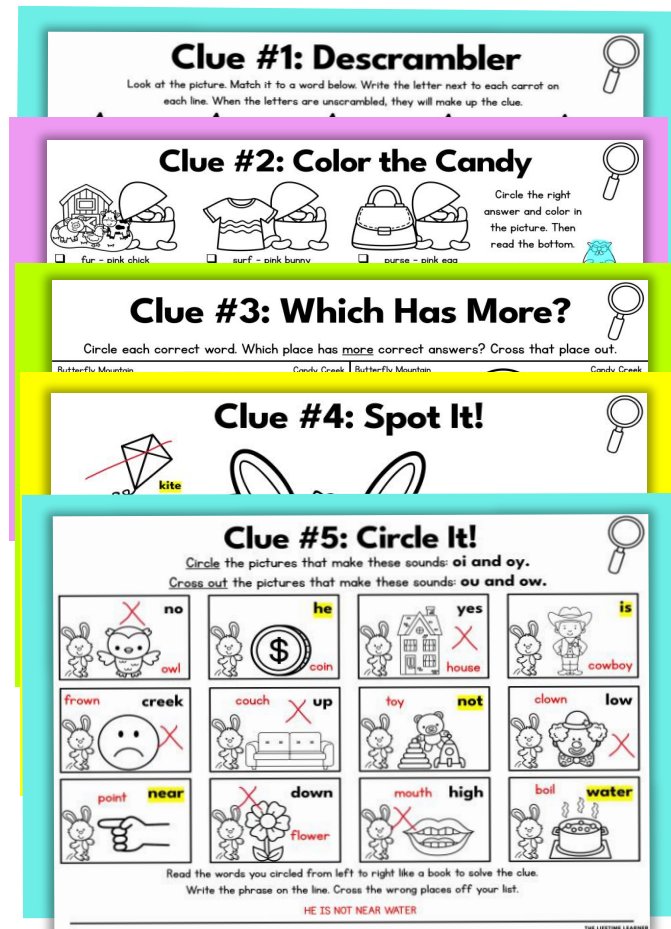 Clue #1: Descrambler
Look at the picture. Match it to a word below. Write the letter next to each carrot on
each line. When the letters are unscrambled, they will make up the clue.
Clue #2: Color the Candy
Circle the right
answer and color in
the picture. Then
read the bottom.
fur - pink chick
surf - pink bunny
purse - pink egg
Clue #3: Which Has More?
Circle each correct word. Which place has more correct answers? Cross that place out.
Butterfly Mountain
Candy Creek
Butterfly Mountain
Candy Creek
Clue #4: Spot It!
kite
Clue #5: Circle It!
Circle the pictures that make these sounds: oi and oy.
Cross out the pictures that make these sounds: ou and ow.
no
owl
he
$
coin
yes
house
is
cowboy
frown creek
couch up
toy not
clown low
point near
down
flower
mouth high
boil water
Read the words you circled from left to right like a book to solve the clue.
Write the phrase on the line. Cross the wrong places off your list.
HE IS NOT NEAR WATER
THE LIFETIME LEARNER